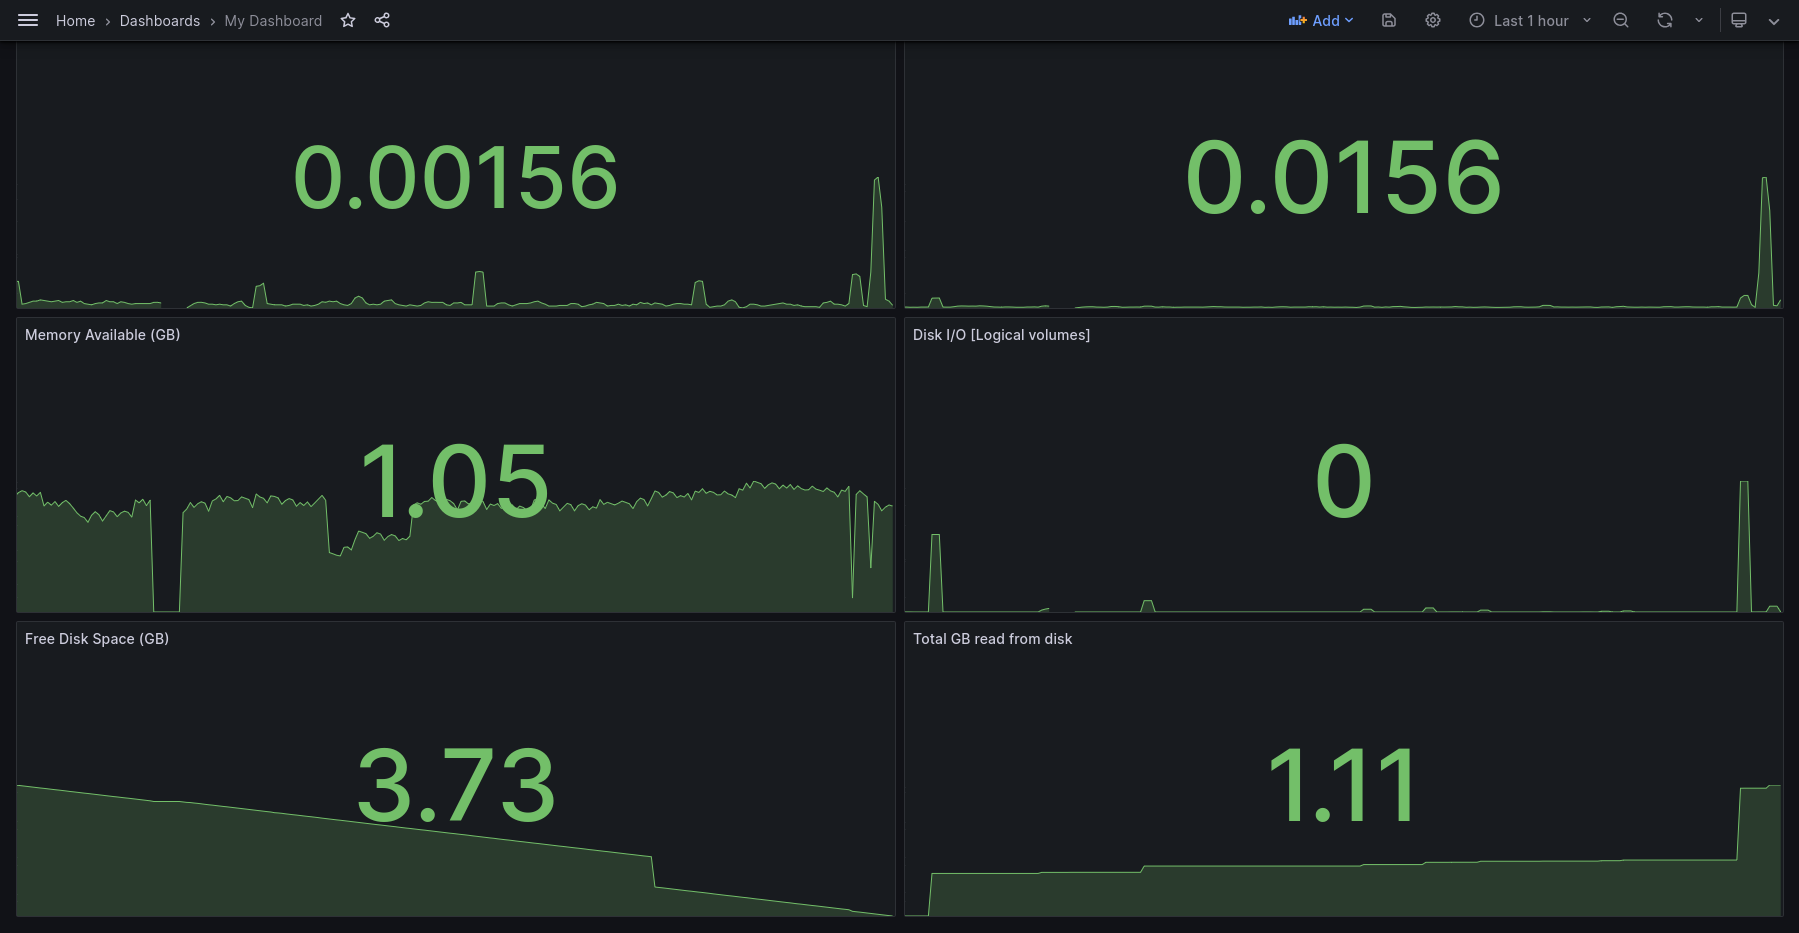 Home › Dashboards › My Dashboard
Add
Last 1 hour
0.00156
0.0156
Memory Available (GB)
1.05
Disk I/O [Logical volumes]
0
Free Disk Space (GB)
3.73
Total GB read from disk
1.11